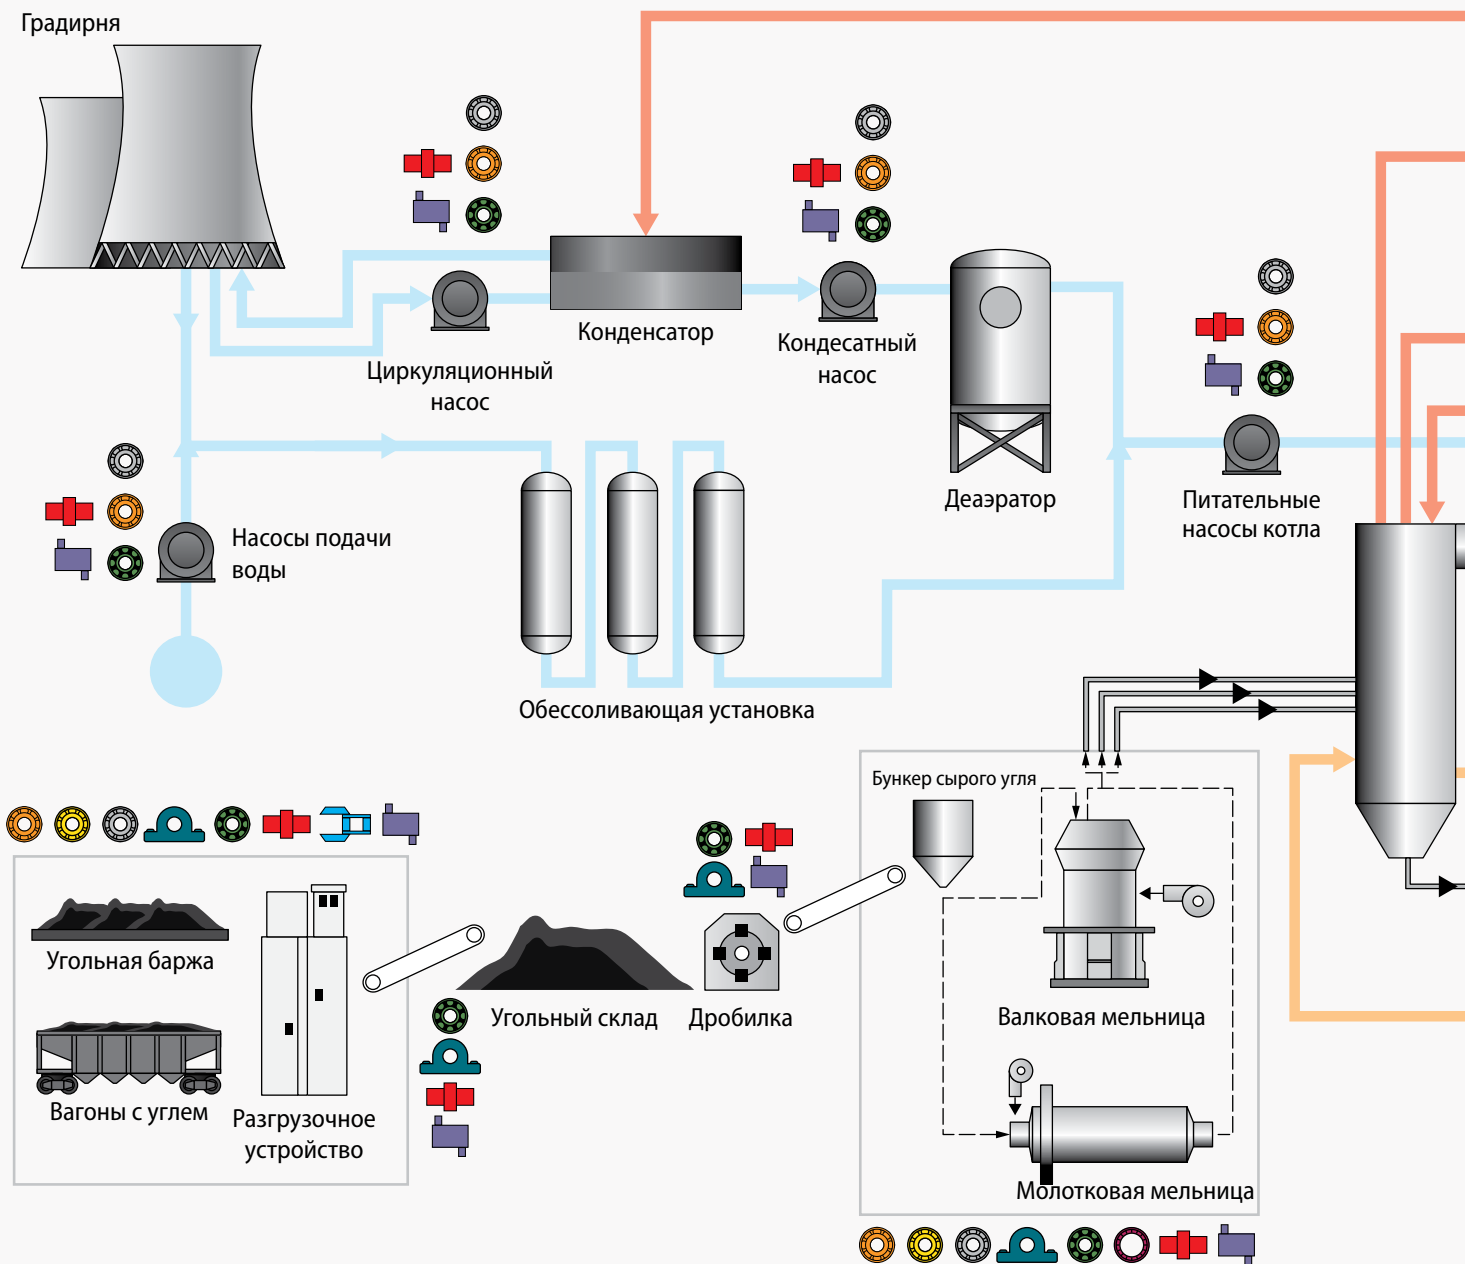 Градирня
Конденсатор
Кондесатный
насос
Циркуляционный
насос
Деаэратор
Питательные
насосы котла
Насосы подачи
воды
Обессоливающая установка
Бункер сырого угля
Угольная баржа
Угольный склад
Дробилка
Валковая мельница
Вагоны с углем
Разгрузочное
устройство
Молотковая мельница